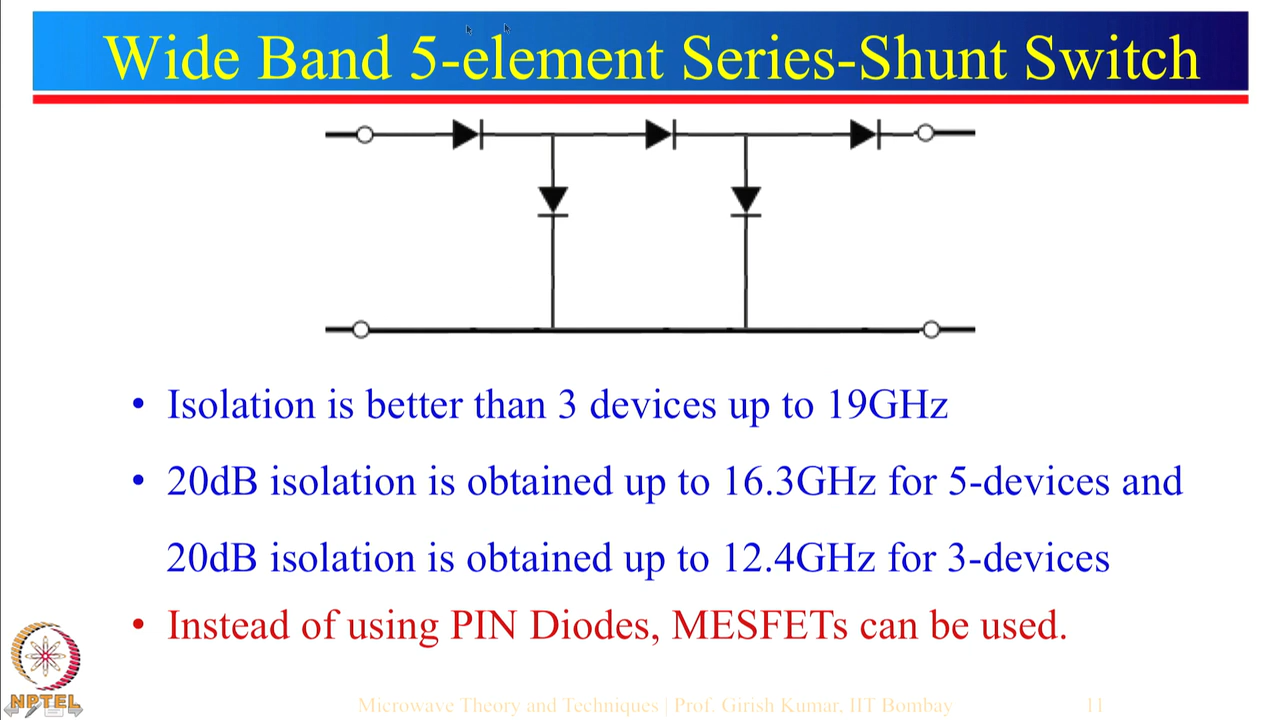 Wide Band 5-element Series-Shunt Switch
• Isolation is better than 3 devices up to 19GHz
• 20dB isolation is obtained up to 16.3GHz for 5-devices and
20dB isolation is obtained up to 12.4GHz for 3-devices
• Instead of using PIN Diodes, MESFETs can be used.
NPTEL
Microwave Theory and Techniques | Prof. Girish Kumar, IIT Bombay
11